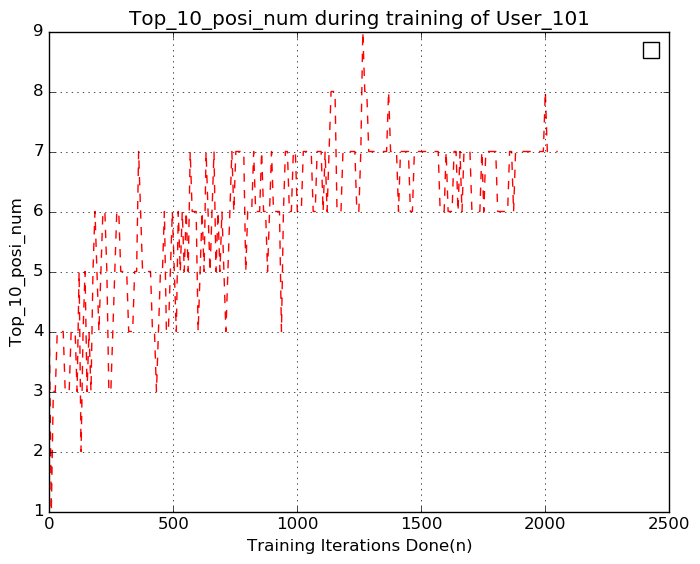 Top_10_posi_num during training of User_101
9
8
7
6
5
4
3
2
1
Top_10_posi_num
0 500 1000 1500 2000 2500
Training Iterations Done(n)